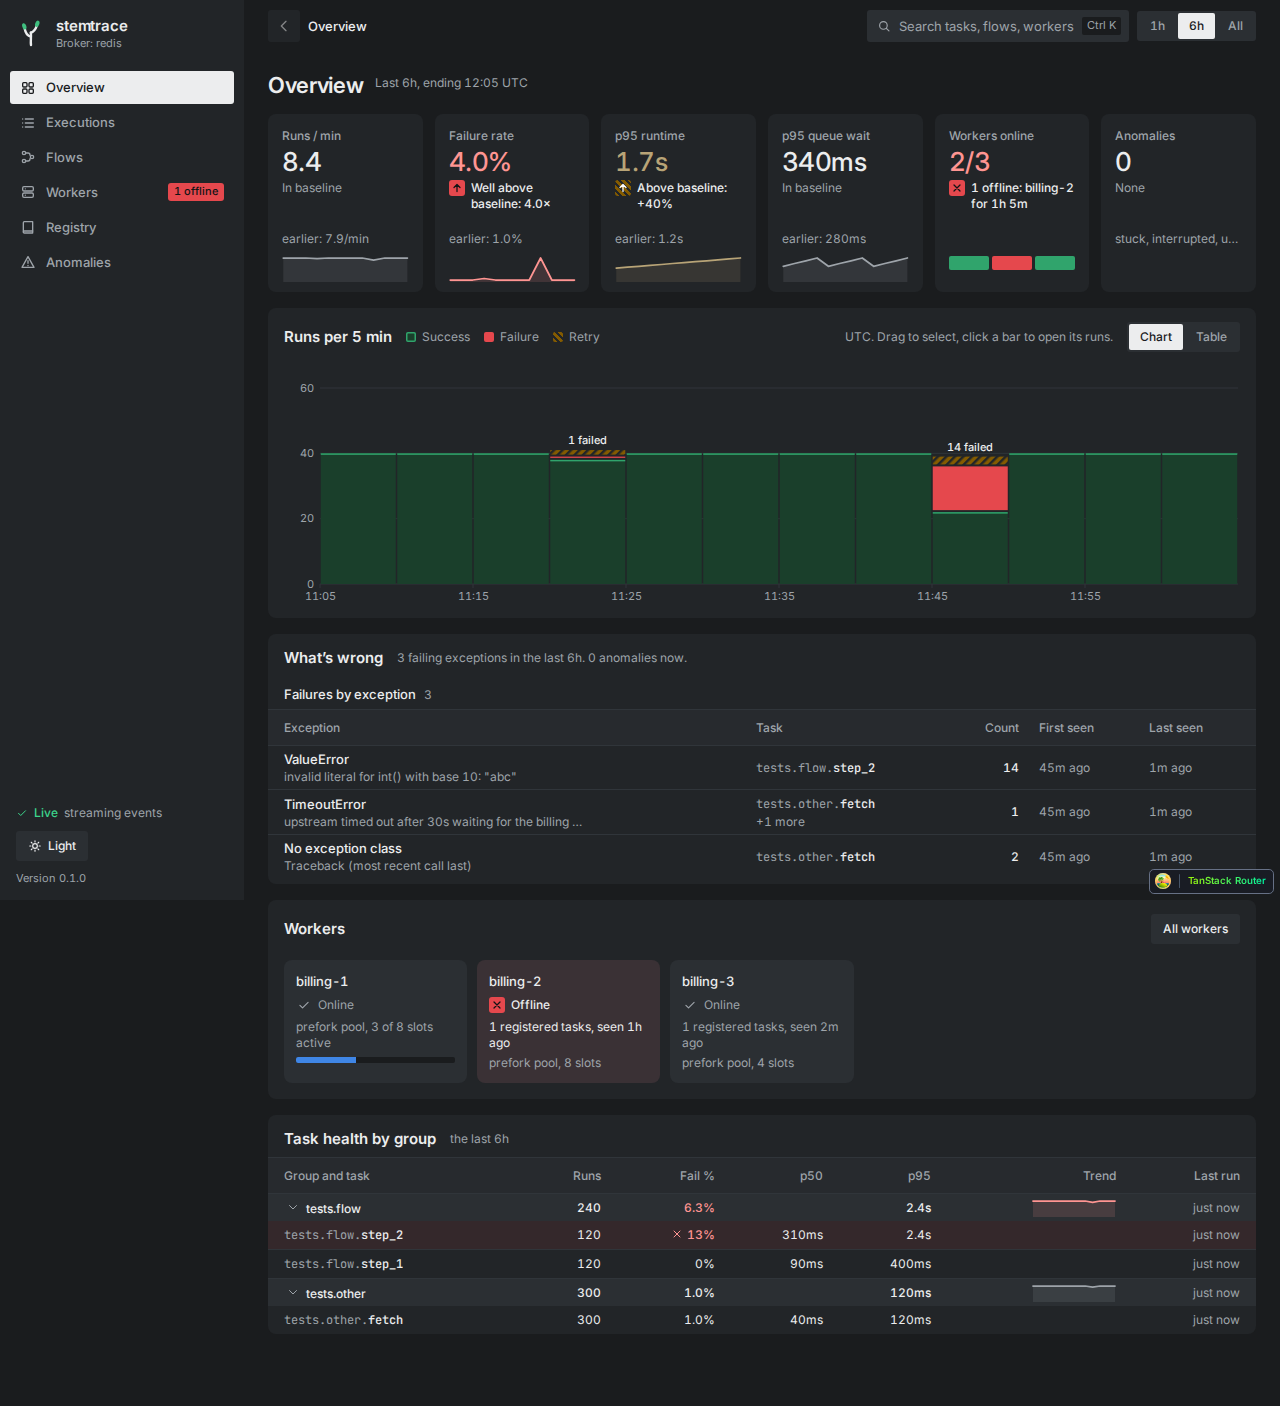 stemtrace
Broker: redis
Overview
Executions
Flows
Workers
1 offline
Registry
Anomalies
Live streaming events
Light
Version 0.1.0
Overview
Search tasks, flows, workers
Ctrl K
1h
6h
All
Overview
Last 6h, ending 12:05 UTC
Runs / min
8.4
In baseline
earlier: 7.9/min
Failure rate
4.0%
Well above
baseline: 4.0×
earlier: 1.0%
p95 runtime
1.7s
Above baseline:
+40%
earlier: 1.2s
p95 queue wait
340ms
In baseline
earlier: 280ms
Workers online
2/3
1 offline: billing-2
for 1h 5m
Anomalies
0
None
stuck, interrupted, u...
Runs per 5 min
Success
Failure
Retry
UTC. Drag to select, click a bar to open its runs.
Chart
Table
60
40
20
0
1 failed
14 failed
11:05
11:15
11:25
11:35
11:45
11:55
What's wrong
3 failing exceptions in the last 6h. 0 anomalies now.
Failures by exception 3
Exception Task Count First seen Last seen
ValueError
invalid literal for int() with base 10: "abc"
tests.flow.step_2
14 45m ago 1m ago
TimeoutError
upstream timed out after 30s waiting for the billing ...
tests.other.fetch
+1 more
1 45m ago 1m ago
No exception class
Traceback (most recent call last)
tests.other.fetch
2 45m ago 1m ago
TanStack Router
Workers
All workers
billing-1
Online
prefork pool, 3 of 8 slots
active
billing-2
Offline
1 registered tasks, seen 1h
ago
prefork pool, 8 slots
billing-3
Online
1 registered tasks, seen 2m
ago
prefork pool, 4 slots
Task health by group
the last 6h
Group and task Runs Fail % p50 p95 Trend Last run
tests.flow 240 6.3% 2.4s just now
tests.flow.step_2 120 13% 310ms 2.4s just now
tests.flow.step_1 120 0% 90ms 400ms just now
tests.other 300 1.0% 120ms just now
tests.other.fetch 300 1.0% 40ms 120ms just now